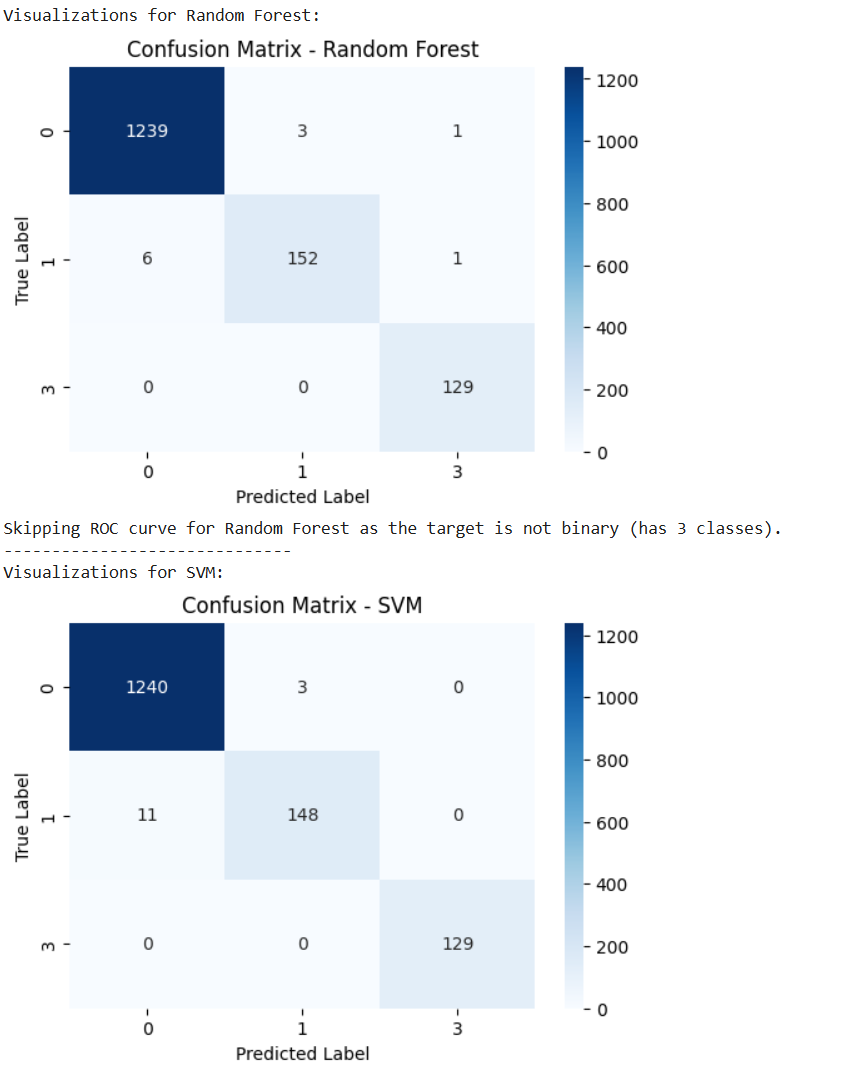 Visualizations for Random Forest:
Confusion Matrix - Random Forest
1200
1000
800
600
400
200
0
True Label
0
1
3
1239 3 1
6 152 1
0 0 129
0 1 3
Predicted Label
Skipping ROC curve for Random Forest as the target is not binary (has 3 classes).
------------------------------
Visualizations for SVM:
Confusion Matrix - SVM
1200
1000
800
600
400
200
0
True Label
0
1
3
1240 3 0
11 148 0
0 0 129
0 1 3
Predicted Label